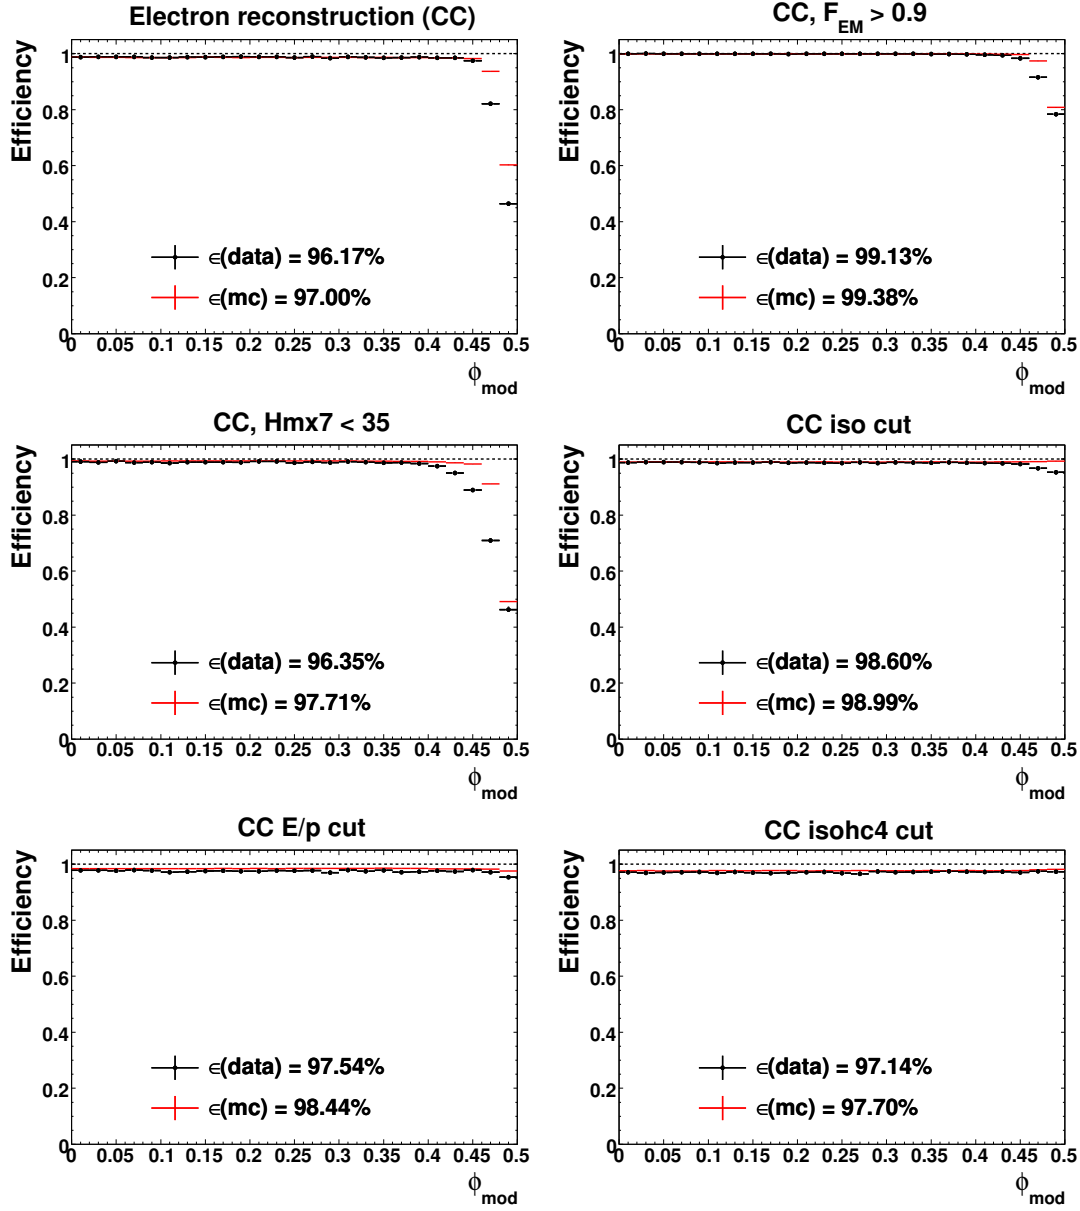 Electron reconstruction (CC)
Efficiency
1
0.8
0.6
0.4
0.2
0
∈(data) = 96.17%
∈(mc) = 97.00%
0 0.05 0.1 0.15 0.2 0.25 0.3 0.35 0.4 0.45 0.5
ϕmod
CC, FEM > 0.9
Efficiency
1
0.8
0.6
0.4
0.2
0
∈(data) = 99.13%
∈(mc) = 99.38%
0 0.05 0.1 0.15 0.2 0.25 0.3 0.35 0.4 0.45 0.5
ϕmod
CC, Hmx7 < 35
Efficiency
1
0.8
0.6
0.4
0.2
0
∈(data) = 96.35%
∈(mc) = 97.71%
0 0.05 0.1 0.15 0.2 0.25 0.3 0.35 0.4 0.45 0.5
ϕmod
CC iso cut
Efficiency
1
0.8
0.6
0.4
0.2
0
∈(data) = 98.60%
∈(mc) = 98.99%
0 0.05 0.1 0.15 0.2 0.25 0.3 0.35 0.4 0.45 0.5
ϕmod
CC E/p cut
Efficiency
1
0.8
0.6
0.4
0.2
0
∈(data) = 97.54%
∈(mc) = 98.44%
0 0.05 0.1 0.15 0.2 0.25 0.3 0.35 0.4 0.45 0.5
ϕmod
CC isohc4 cut
Efficiency
1
0.8
0.6
0.4
0.2
0
∈(data) = 97.14%
∈(mc) = 97.70%
0 0.05 0.1 0.15 0.2 0.25 0.3 0.35 0.4 0.45 0.5
ϕmod